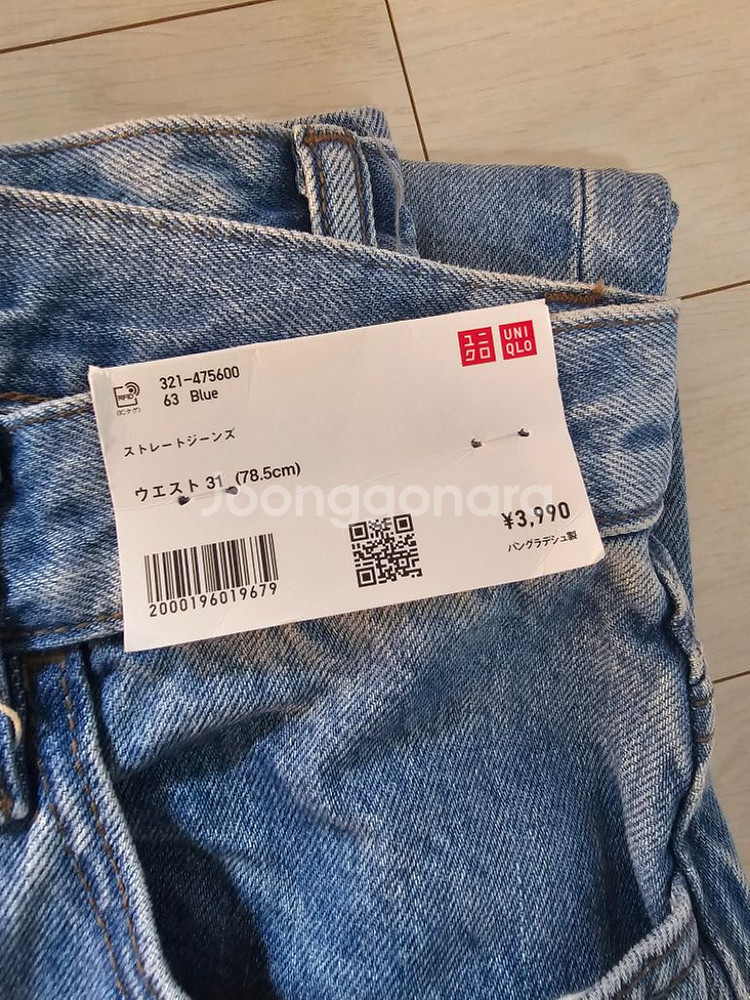 ユニ
クロ
UNI
QLO
RFID
(ICタグ)
321-475600
63 Blue
ストレートジーンズ
ウエスト 31 (78.5cm)
Joonggonara
¥3,990
バングラデシュ製
2000196019679